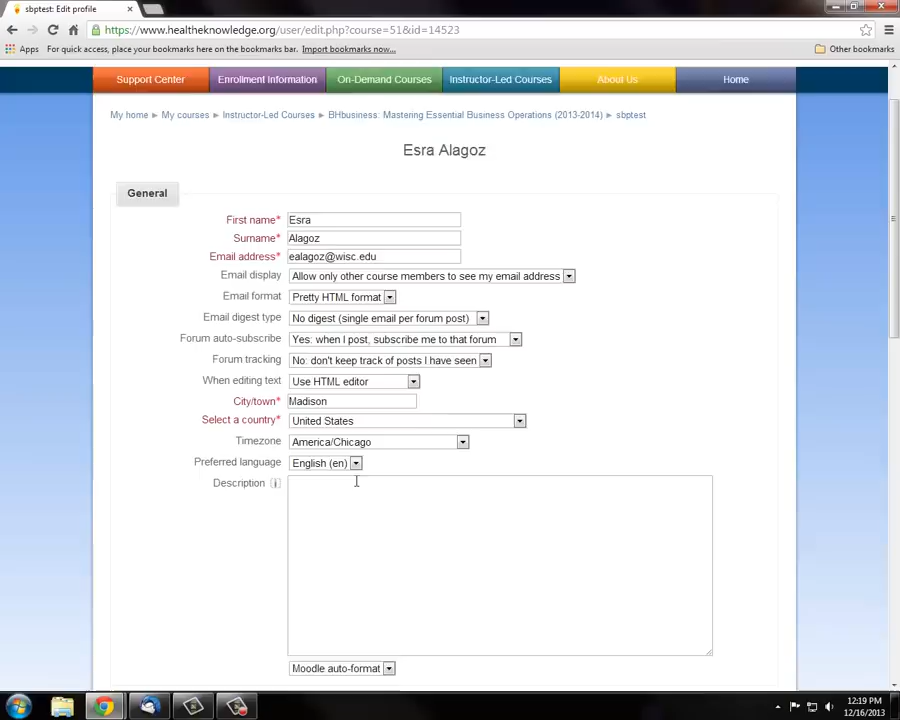 sbptest: Edit profile
https://www.healtheknowledge.org/user/edit.php?course=51&id=14523
Apps For quick access, place your bookmarks here on the bookmarks bar. Import bookmarks now... Other bookmarks
Support Center Enrollment Information On-Demand Courses Instructor-Led Courses About Us Home
My home ► My courses ► Instructor-Led Courses ► BHbusiness: Mastering Essential Business Operations (2013-2014) ► sbptest
Esra Alagoz
General
First name* Esra
Surname* Alagoz
Email address* ealagoz@wisc.edu
Email display Allow only other course members to see my email address
Email format Pretty HTML format
Email digest type No digest (single email per forum post)
Forum auto-subscribe Yes: when I post, subscribe me to that forum
Forum tracking No: don't keep track of posts I have seen
When editing text Use HTML editor
City/town* Madison
Select a country* United States
Timezone America/Chicago
Preferred language English (en)
Description i
Moodle auto-format
12:19 PM
12/16/2013